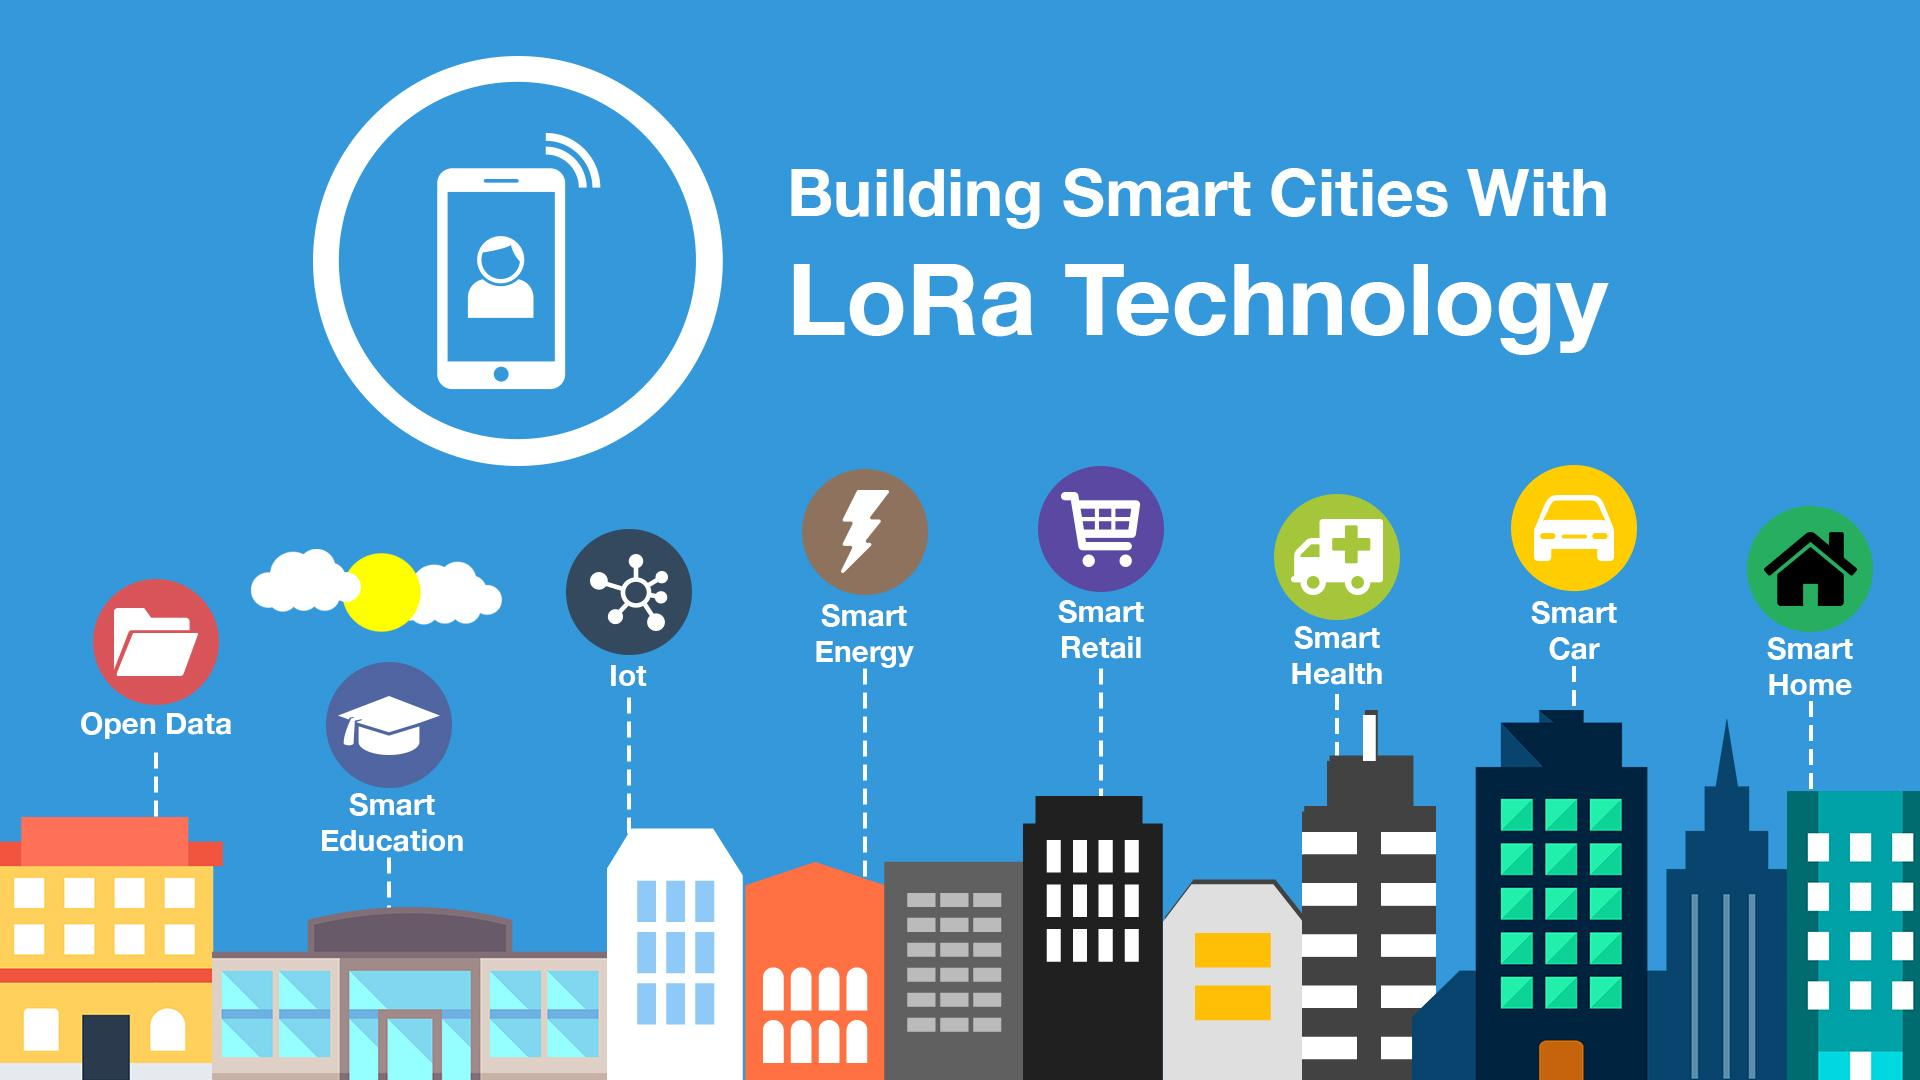 Building Smart Cities With
LoRa Technology
Open Data
Smart
Education
Iot
Smart
Energy
Smart
Retail
Smart
Health
Smart
Car
Smart
Home